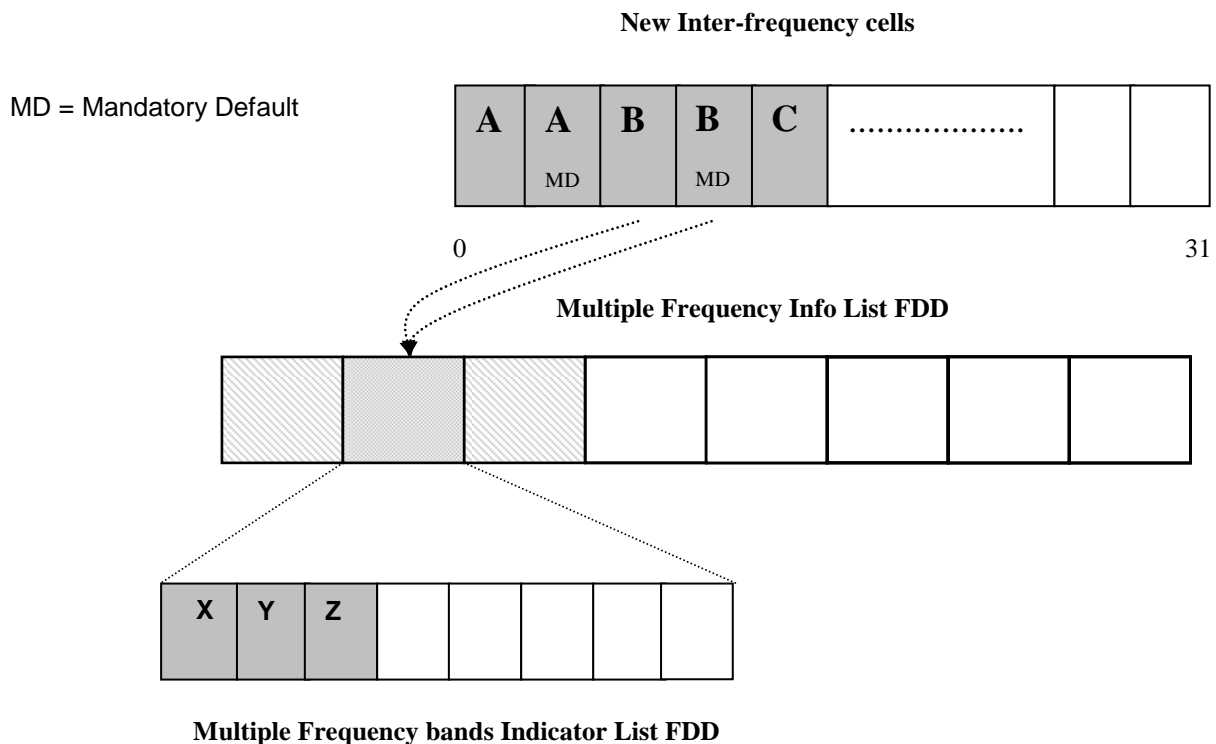 New Inter-frequency cells
MD = Mandatory Default
A A B B C ...................
MD MD
0 31
Multiple Frequency Info List FDD
X Y Z
Multiple Frequency bands Indicator List FDD